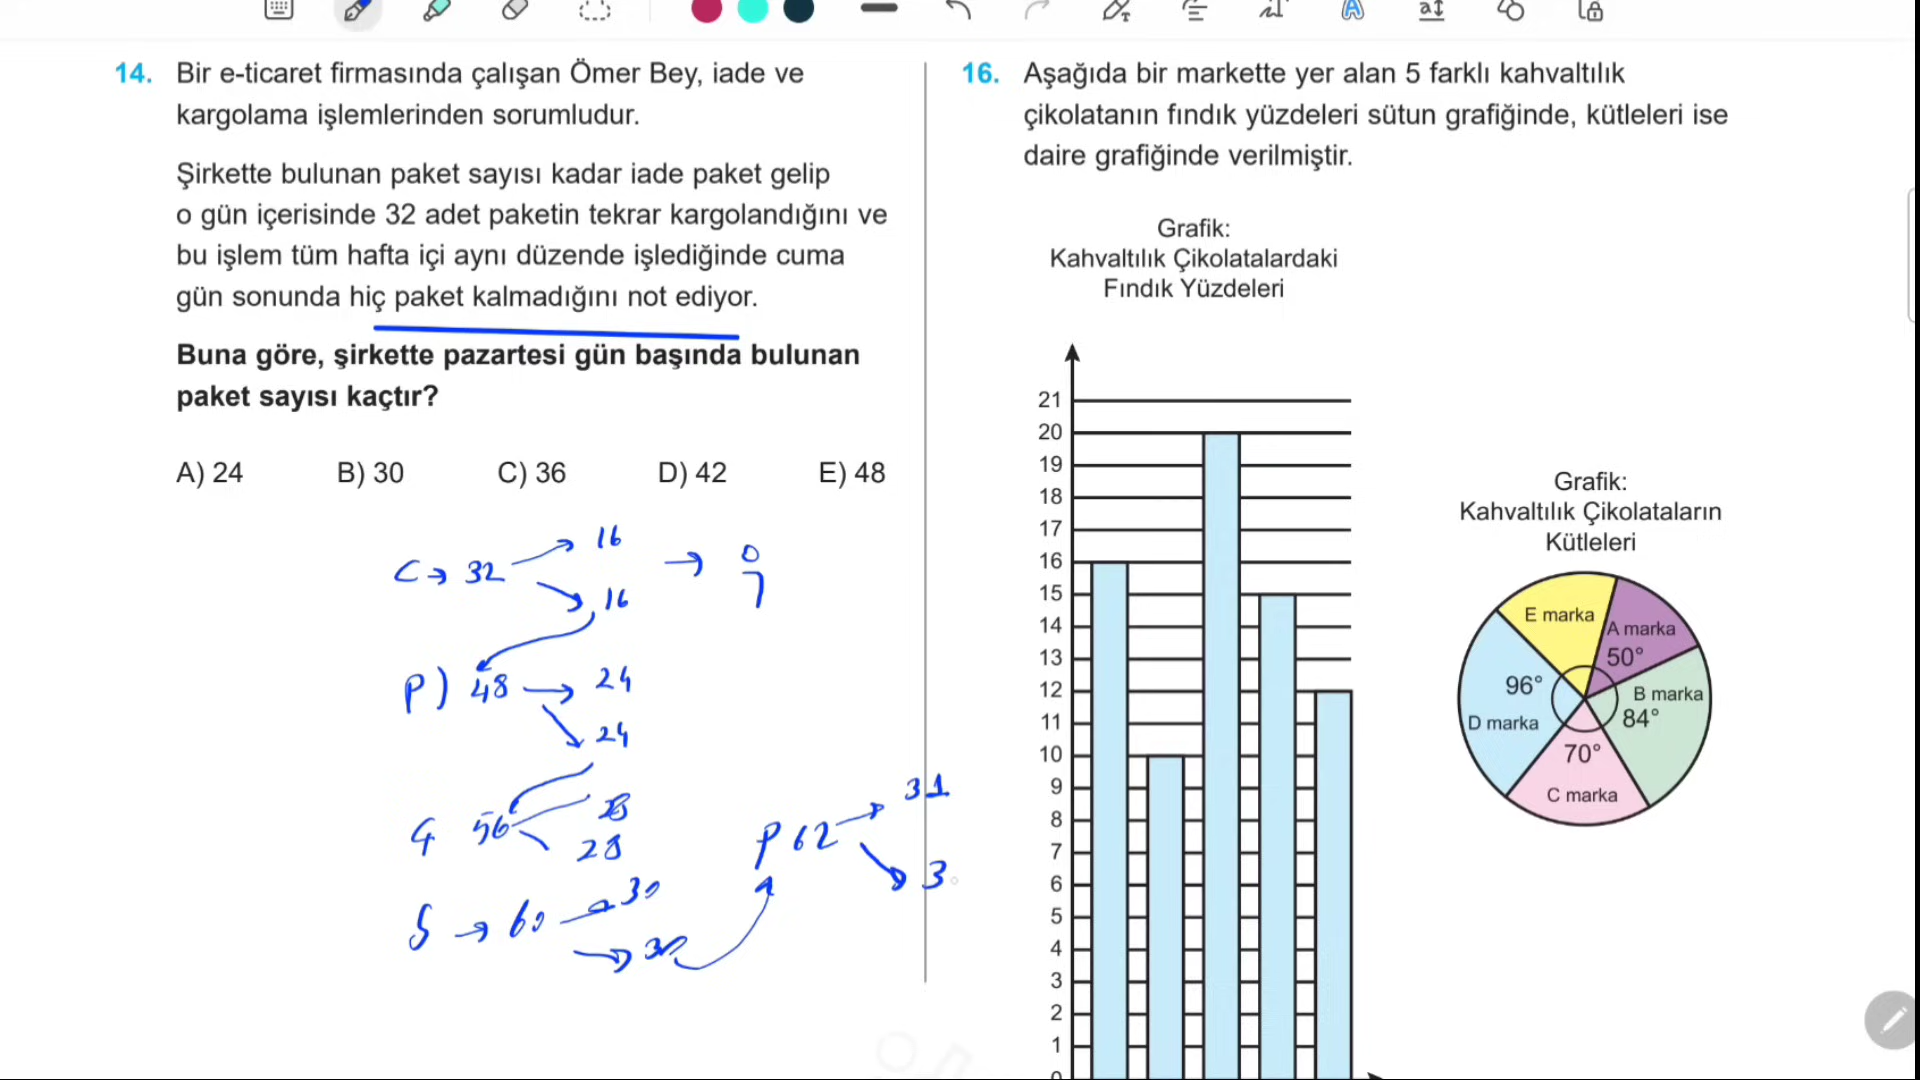 14. Bir e-ticaret firmasında çalışan Ömer Bey, iade ve
kargolama işlemlerinden sorumludur.
Şirkette bulunan paket sayısı kadar iade paket gelip
o gün içerisinde 32 adet paketin tekrar kargolandığını ve
bu işlem tüm hafta içi aynı düzende işlediğinde cuma
gün sonunda hiç paket kalmadığını not ediyor.
Buna göre, şirkette pazartesi gün başında bulunan
paket sayısı kaçtır?
A) 24 B) 30 C) 36 D) 42 E) 48
C → 32 → 16 → 0
16
P) 48 → 24
24
56
28
S → 60 → 30
30
P 62 → 31
3
16. Aşağıda bir markette yer alan 5 farklı kahvaltılık
çikolatanın fındık yüzdeleri sütun grafiğinde, kütleleri ise
daire grafiğinde verilmiştir.
Grafik:
Kahvaltılık Çikolatalardaki
Fındık Yüzdeleri
21
20
19
18
17
16
15
14
13
12
11
10
9
8
7
6
5
4
3
2
1
0
Grafik:
Kahvaltılık Çikolataların
Kütleleri
E marka
A marka
50°
96°
B marka
D marka
84°
70°
C marka